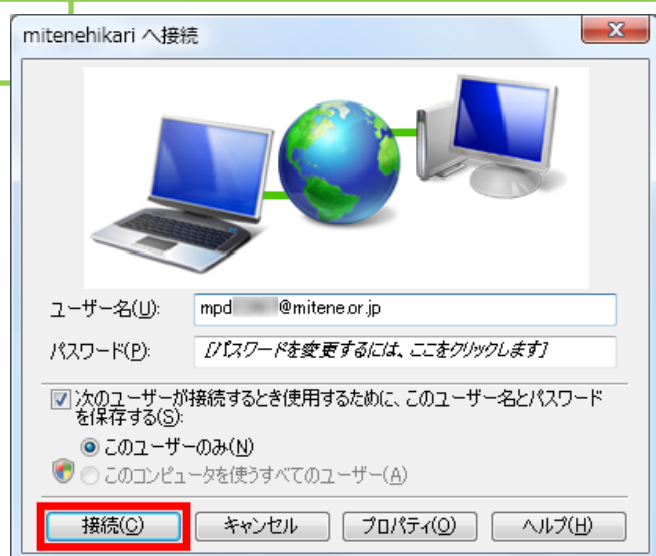 mitenehikari へ接続
ユーザー名(U): mpd @mitene.or.jp
パスワード(P): [パスワードを変更するには、ここをクリックします]
次のユーザーが接続するとき使用するために、このユーザー名とパスワード
を保存する(S):
このユーザーのみ(N)
このコンピュータを使うすべてのユーザー(A)
接続(C) キャンセル プロパティ(O) ヘルプ(H)